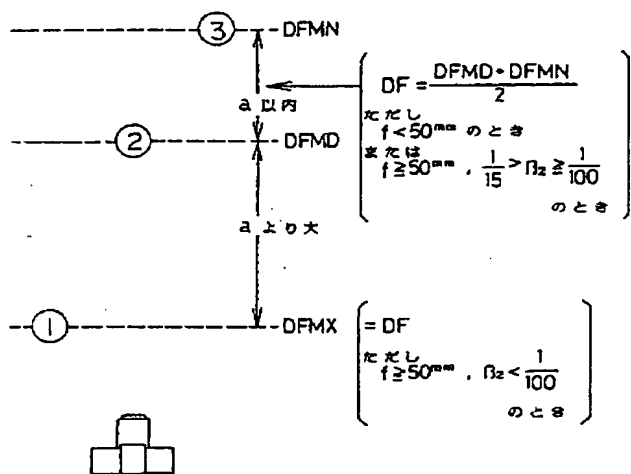 ③ DFMN
a 以内
DF = DFMD・DFMN / 2
ただし
f < 50mm のとき
または
f ≧ 50mm , 1/15 > β2 ≧ 1/100
のとき
② DFMD
a より大
① DFMX
= DF
ただし
f ≧ 50mm , β2 < 1/100
のとき